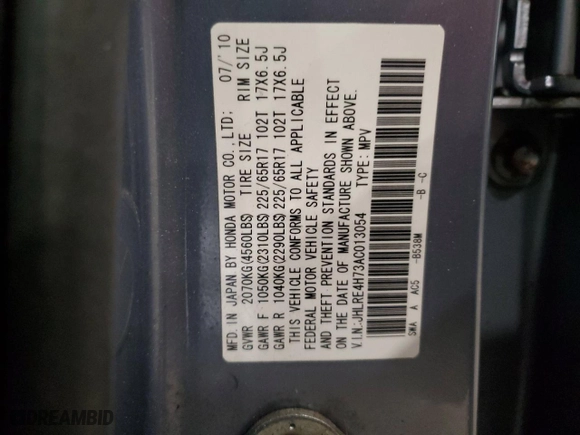 MFD. IN JAPAN BY HONDA MOTOR CO., LTD: 07/'10
GVWR 2070KG(4560LBS) TIRE SIZE RIM SIZE
GAWR F 1050KG(2310LBS) 225/65R17 102T 17X6.5J
GAWR R 1040KG(2290LBS) 225/65R17 102T 17X6.5J
THIS VEHICLE CONFORMS TO ALL APPLICABLE
FEDERAL MOTOR VEHICLE SAFETY
AND THEFT PREVENTION STANDARDS IN EFFECT
ON THE DATE OF MANUFACTURE SHOWN ABOVE.
V.I.N.:JHLRE4H73AC013054 TYPE: MPV
SWA A AC5 -B538M -B -C
DREAMBID